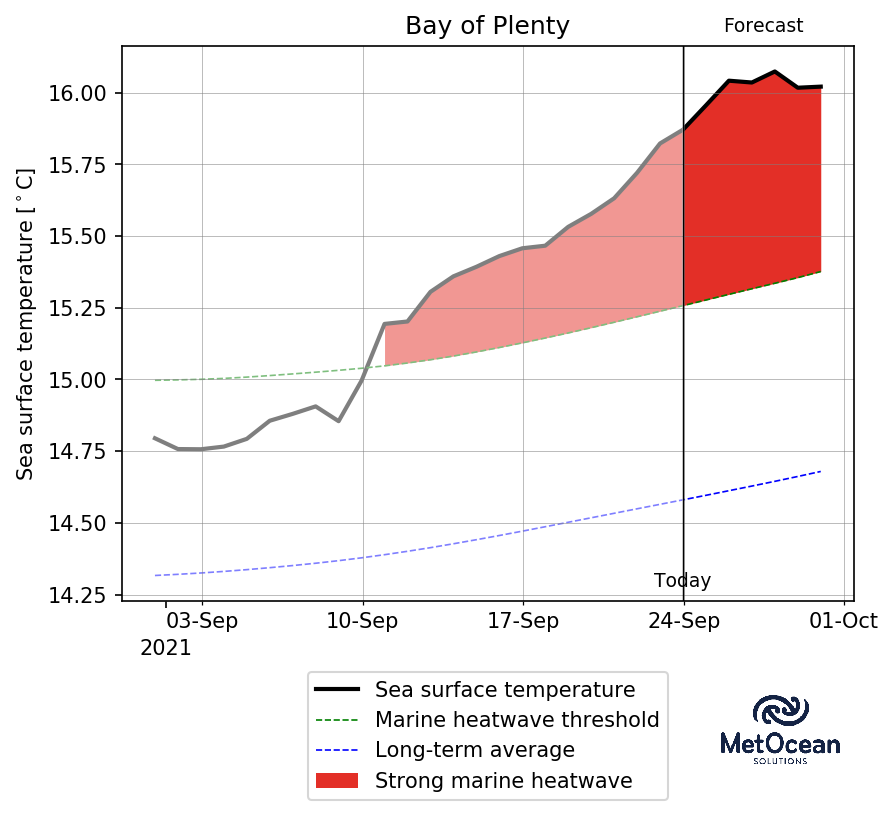 Bay of Plenty
Forecast
Sea surface temperature [°C]
16.00
15.75
15.50
15.25
15.00
14.75
14.50
14.25
Today
03-Sep 10-Sep 17-Sep 24-Sep 01-Oct
2021
Sea surface temperature
Marine heatwave threshold
Long-term average
Strong marine heatwave
MetOcean
SOLUTIONS